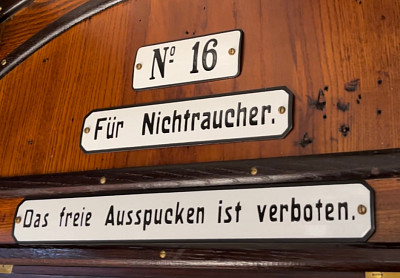 Nº 16
Für Nichtraucher.
Das freie Ausspucken ist verboten.